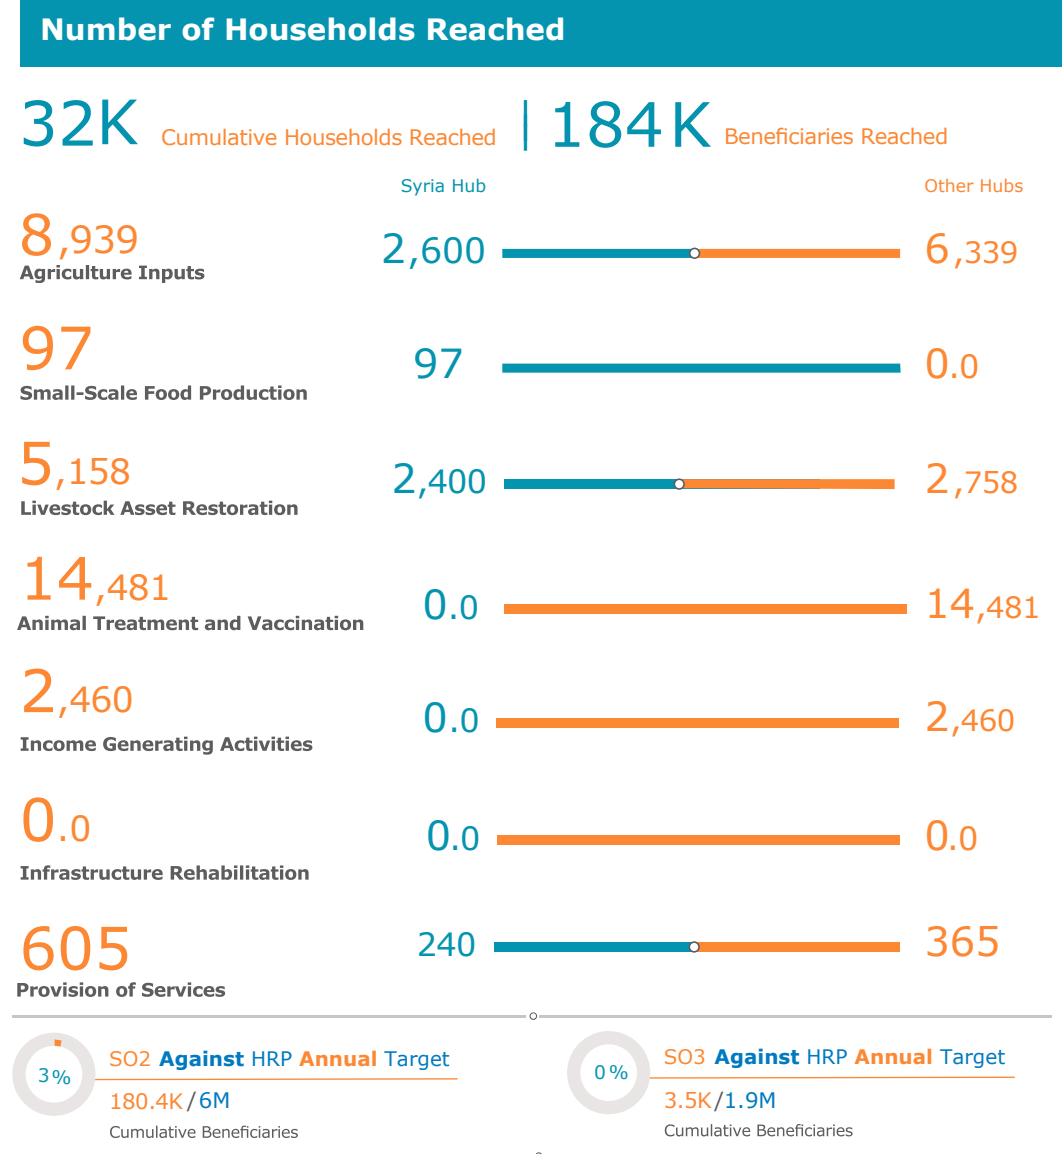 Number of Households Reached
32K Cumulative Households Reached | 184K Beneficiaries Reached
Syria Hub Other Hubs
8,939 2,600 6,339
Agriculture Inputs
97 97 0.0
Small-Scale Food Production
5,158 2,400 2,758
Livestock Asset Restoration
14,481 0.0 14,481
Animal Treatment and Vaccination
2,460 0.0 2,460
Income Generating Activities
0.0 0.0 0.0
Infrastructure Rehabilitation
605 240 365
Provision of Services
3% SO2 Against HRP Annual Target
180.4K/6M
Cumulative Beneficiaries
0% SO3 Against HRP Annual Target
3.5K/1.9M
Cumulative Beneficiaries